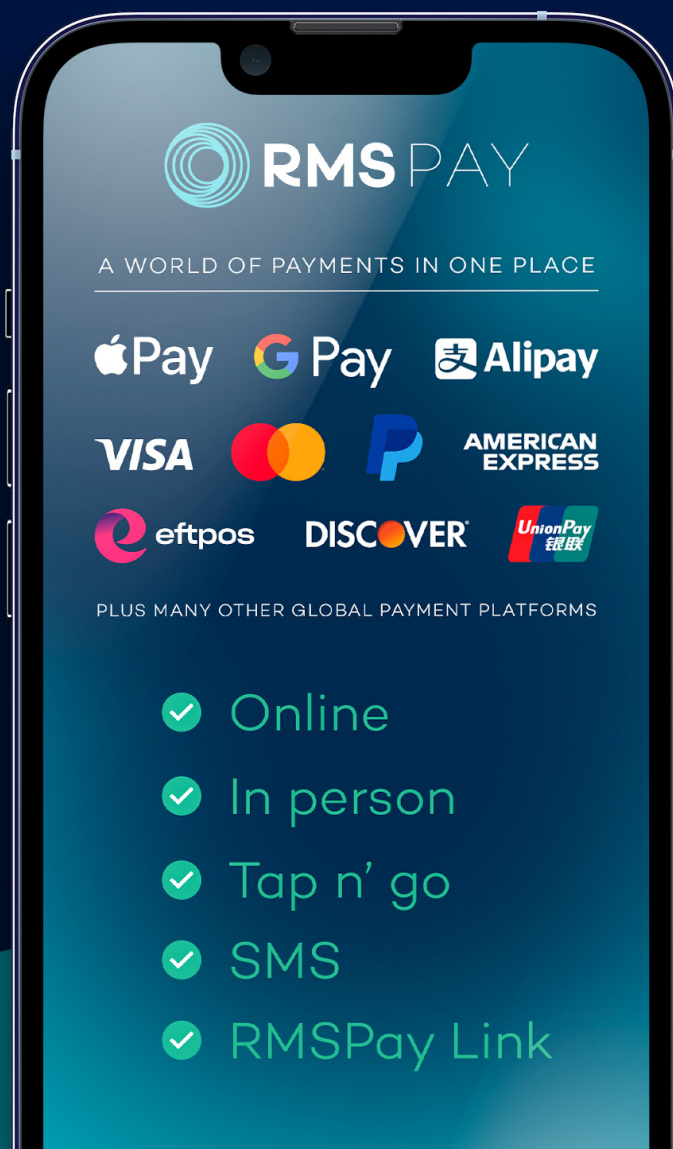 RMS PAY
A WORLD OF PAYMENTS IN ONE PLACE
Pay G Pay 支 Alipay
VISA AMERICAN EXPRESS
eftpos DISCOVER UnionPay 银联
PLUS MANY OTHER GLOBAL PAYMENT PLATFORMS
Online
In person
Tap n’ go
SMS
RMSPay Link